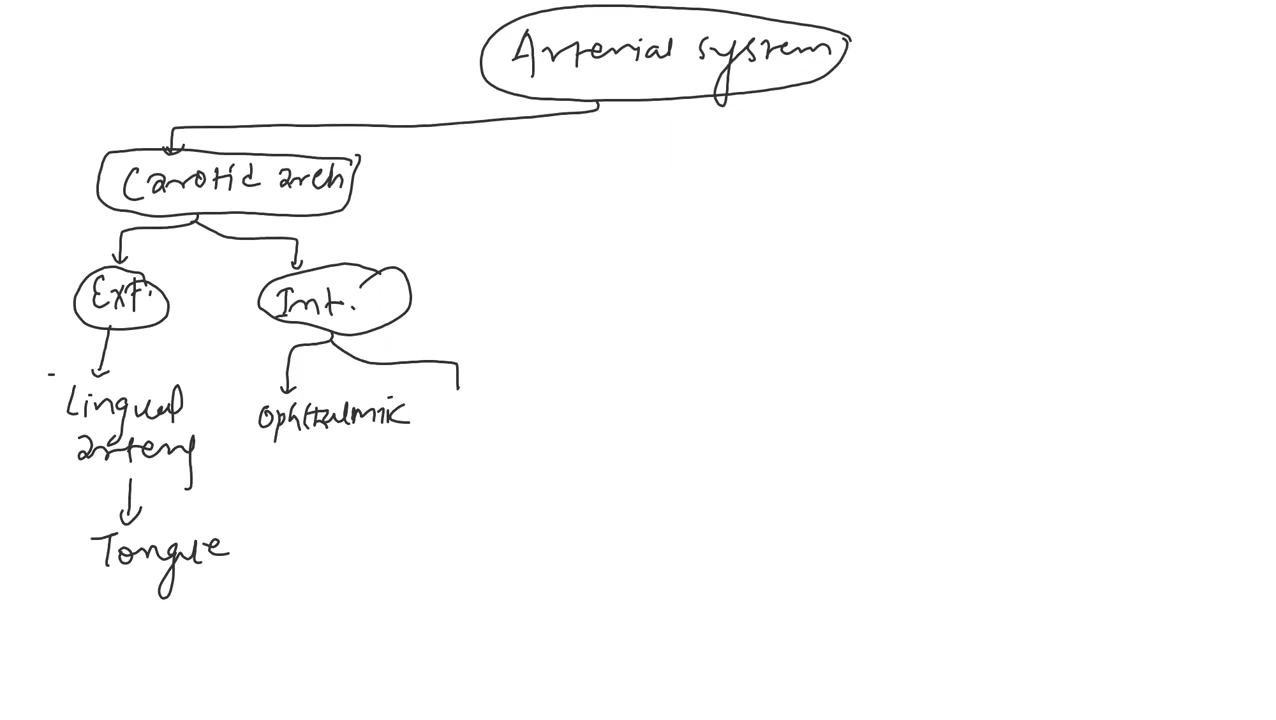 Arterial system
Carotid arch
Ext.
Int.
Lingual
artery
Ophthalmic
Tongue